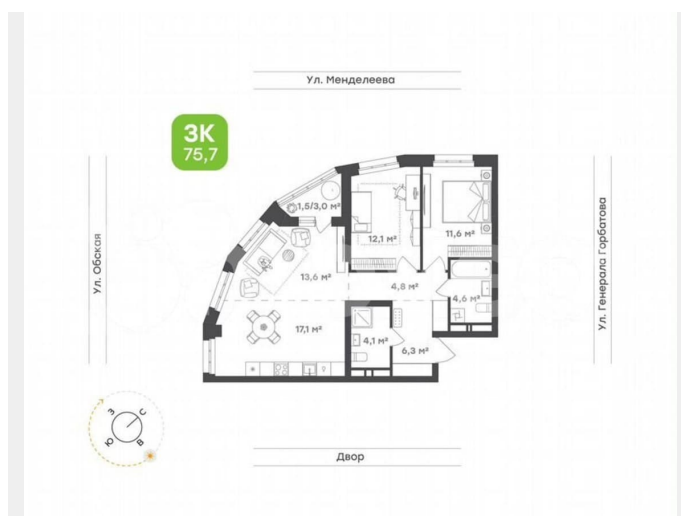 Ул. Менделеева
3К
75,7
1,5/3,0 м²
12,1 м²
11,6 м²
Ул. Обская
Ул. Генерала Горбатова
13,6 м²
4,8 м²
4,6 м²
17,1 м²
4,1 м²
6,3 м²
З
С
Ю
В
Двор